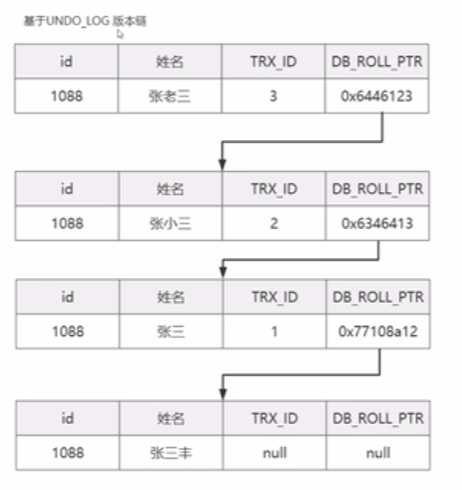 基于UNDO_LOG 版本链
id 姓名 TRX_ID DB_ROLL_PTR
1088 张老三 3 0x6446123
id 姓名 TRX_ID DB_ROLL_PTR
1088 张小三 2 0x6346413
id 姓名 TRX_ID DB_ROLL_PTR
1088 张三 1 0x77108a12
id 姓名 TRX_ID DB_ROLL_PTR
1088 张三丰 null null